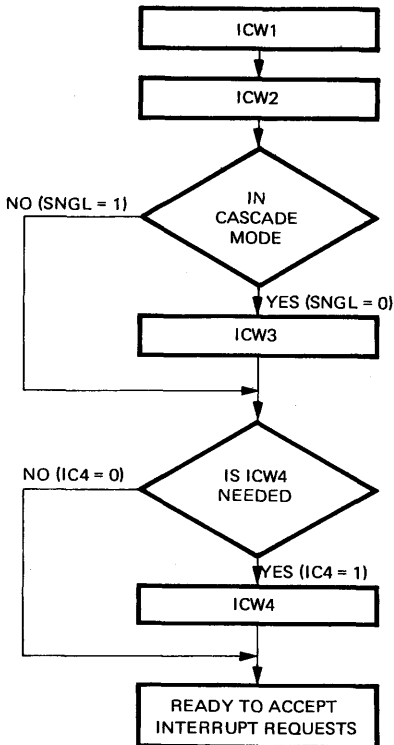 ICW1
ICW2
IN
CASCADE
MODE
NO (SNGL = 1)
YES (SNGL = 0)
ICW3
IS ICW4
NEEDED
NO (IC4 = 0)
YES (IC4 = 1)
ICW4
READY TO ACCEPT
INTERRUPT REQUESTS